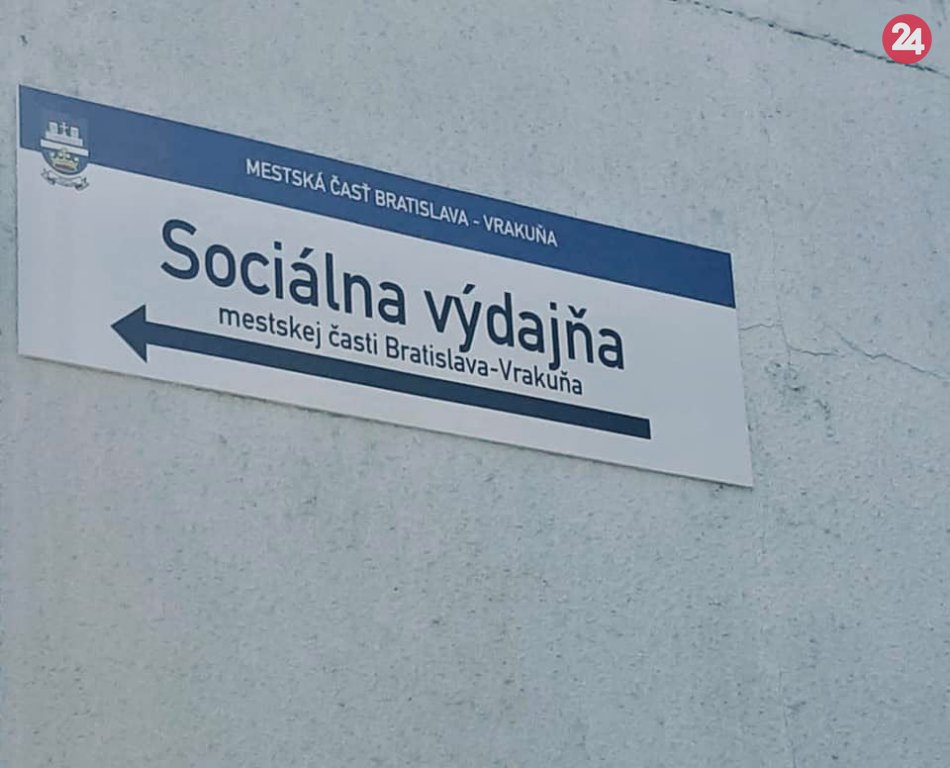 24
MESTSKÁ ČASŤ BRATISLAVA - VRAKUŇA
Sociálna výdajňa
mestskej časti Bratislava-Vrakuňa